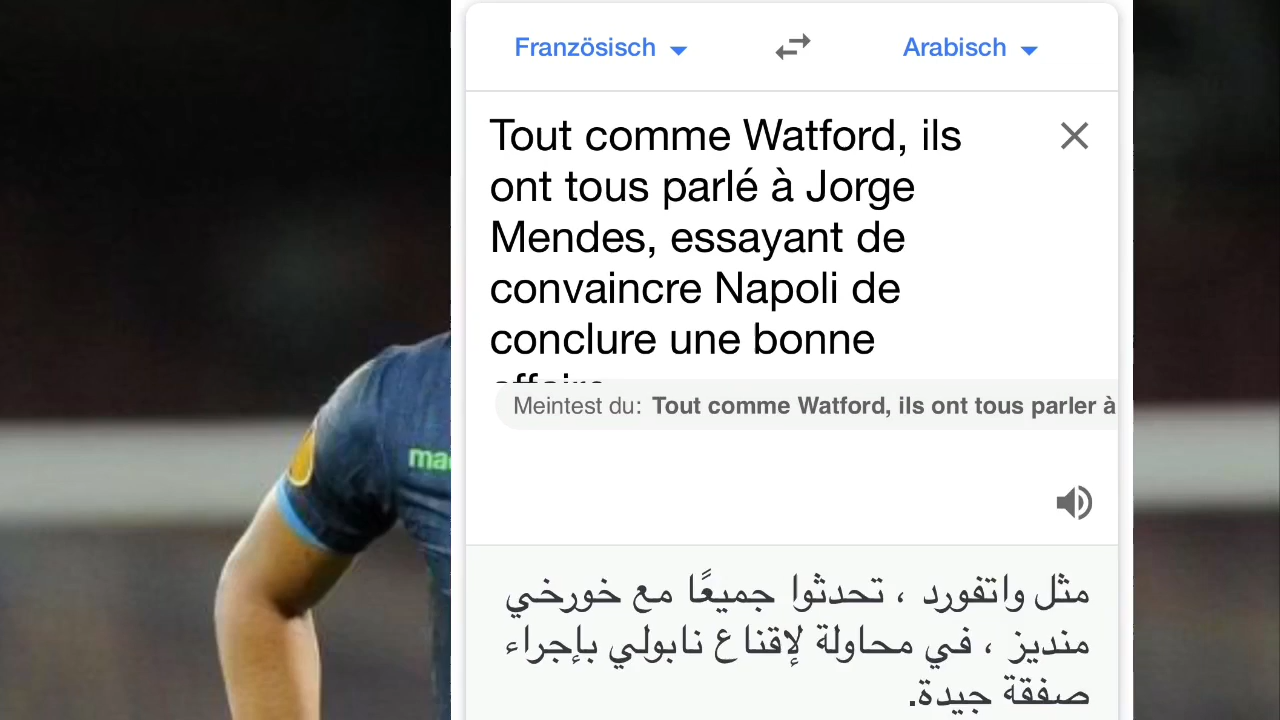 Französisch Arabisch
Tout comme Watford, ils
ont tous parlé à Jorge
Mendes, essayant de
convaincre Napoli de
conclure une bonne
affaire
Meintest du: Tout comme Watford, ils ont tous parler à
مثل واتفورد ، تحدثوا جميعًا مع خورخي
منديز ، في محاولة لإقناع نابولي بإجراء
صفقة جيدة.